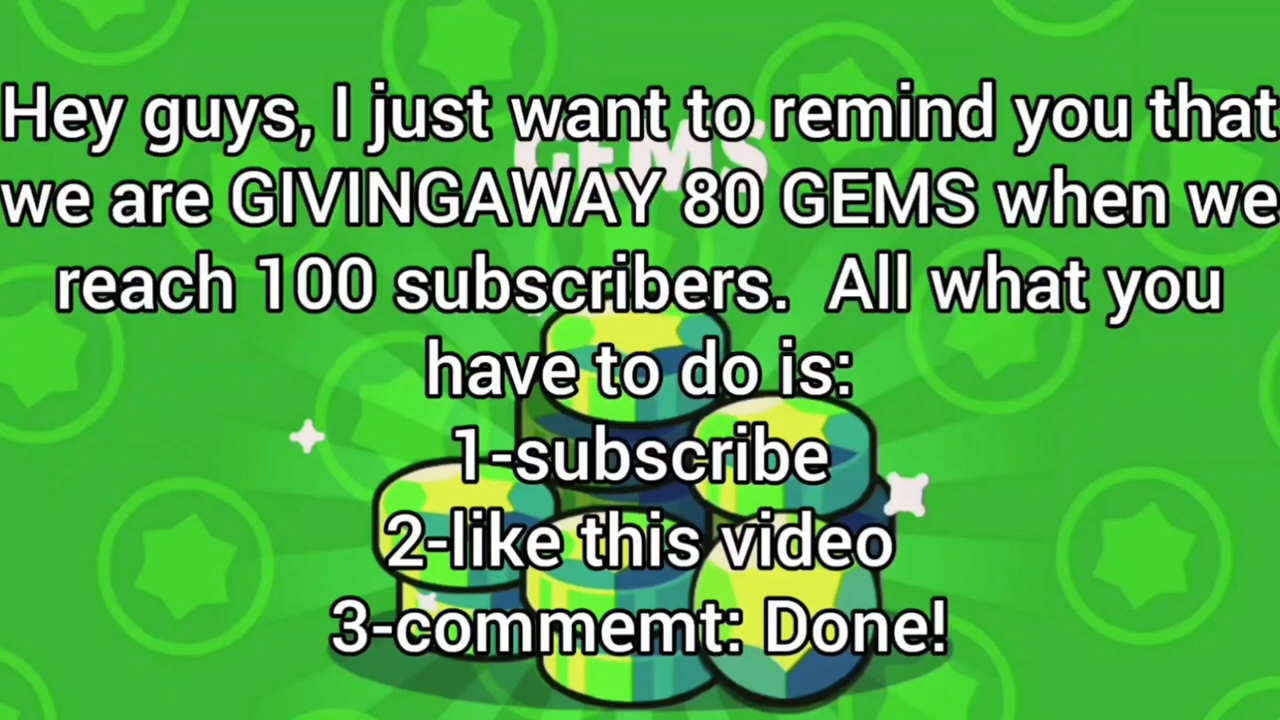 Hey guys, I just want to remind you that
GEMS
we are GIVINGAWAY 80 GEMS when we
reach 100 subscribers.  All what you
have to do is:
1-subscribe
2-like this video
3-commemt: Done!